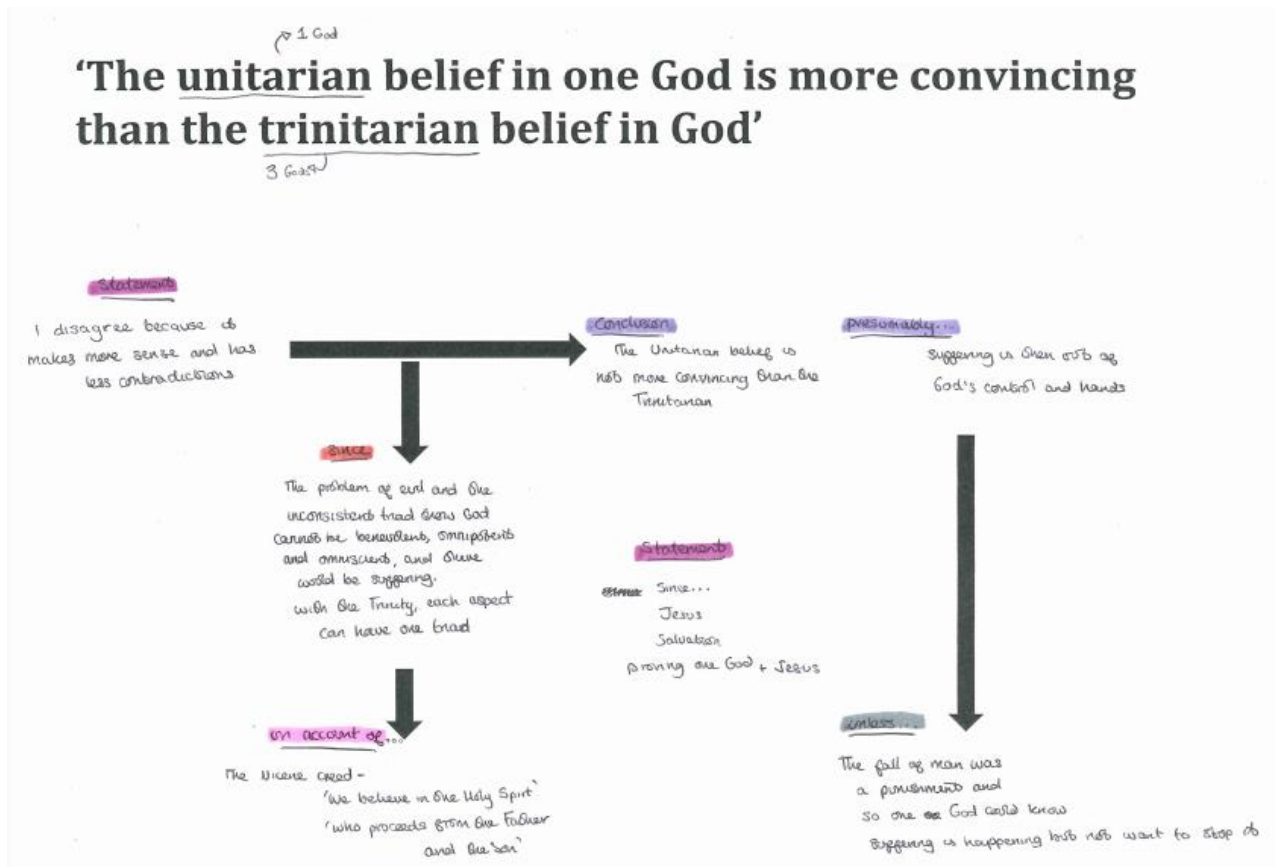 1 God
‘The unitarian belief in one God is more convincing
than the trinitarian belief in God’
3 Gods
Statement
I disagree because it
makes more sense and has
less contradictions
Conclusion
The Unitarian belief is
not more convincing than the
Trinitarian
presumably...
suffering is then out of
God's control and hands
Since
The problem of evil and the
inconsistent triad shows God
cannot be benevolent, omnipotent
and omniscient, and there
would be suffering.
with the Trinity, each aspect
can have one triad
Statement
Since...
Jesus
Salvation
proving one God + Jesus
on account of...
The Nicene creed -
'We believe in the Holy Spirit'
'who proceeds from the Father
and the son'
unless...
The fall of man was
a punishment and
so one God could know
suffering is happening but not want to stop it